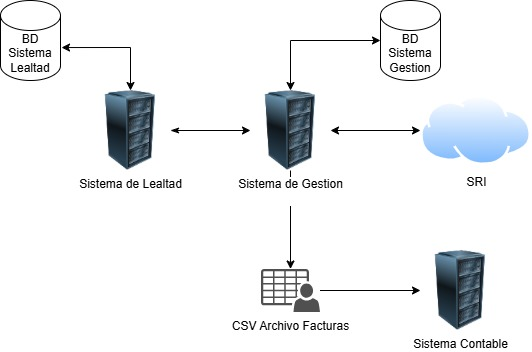 BD
Sistema
Lealtad
BD
Sistema
Gestion
Sistema de Lealtad
Sistema de Gestion
SRI
CSV Archivo Facturas
Sistema Contable